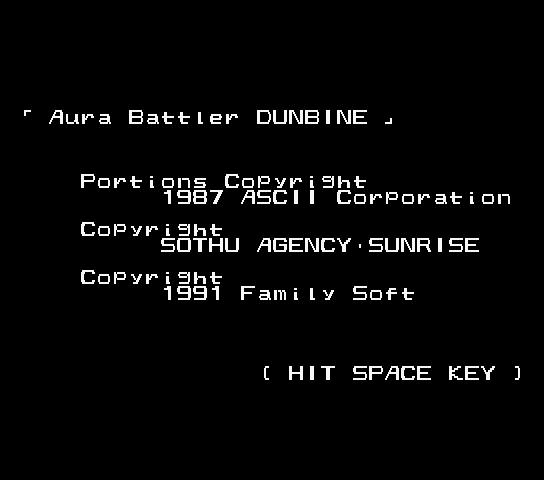 「 Aura Battler DUNBINE 」
Portions Copyright
1987 ASCII Corporation
Copyright
SOTHU AGENCY·SUNRISE
Copyright
1991 Family Soft
( HIT SPACE KEY )